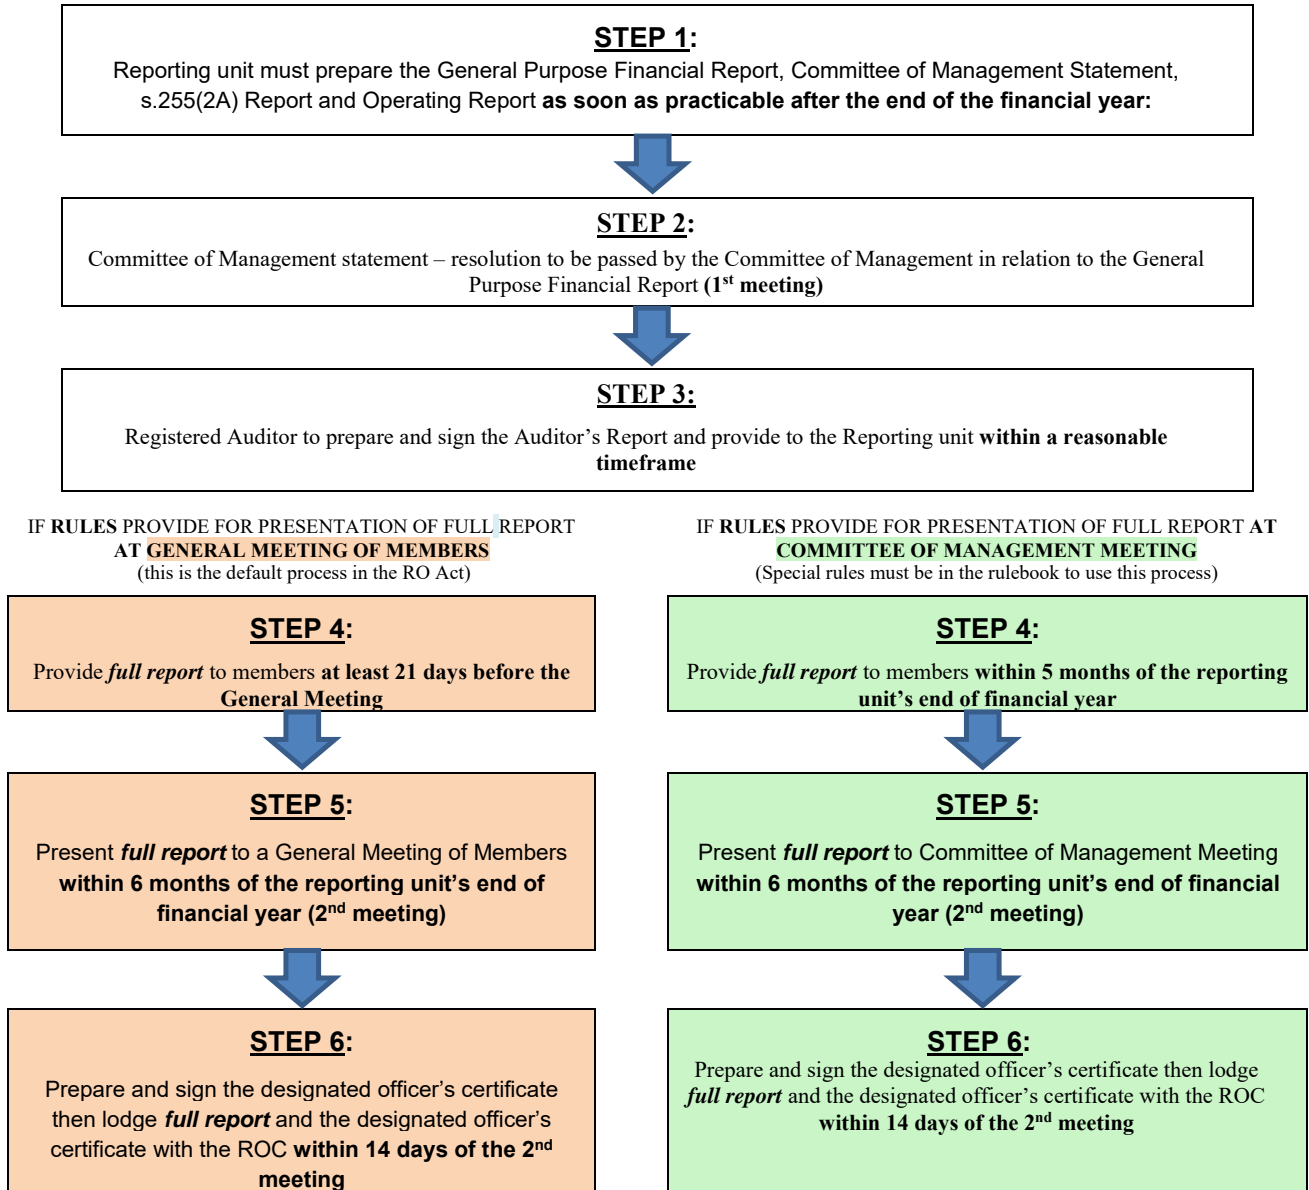 STEP 1:
Reporting unit must prepare the General Purpose Financial Report, Committee of Management Statement,
s.255(2A) Report and Operating Report as soon as practicable after the end of the financial year:
STEP 2:
Committee of Management statement – resolution to be passed by the Committee of Management in relation to the General
Purpose Financial Report (1st meeting)
STEP 3:
Registered Auditor to prepare and sign the Auditor’s Report and provide to the Reporting unit within a reasonable
timeframe
IF RULES PROVIDE FOR PRESENTATION OF FULL REPORT
AT GENERAL MEETING OF MEMBERS
(this is the default process in the RO Act)
STEP 4:
Provide full report to members at least 21 days before the
General Meeting
STEP 5:
Present full report to a General Meeting of Members
within 6 months of the reporting unit’s end of
financial year (2nd meeting)
STEP 6:
Prepare and sign the designated officer’s certificate
then lodge full report and the designated officer’s
certificate with the ROC within 14 days of the 2nd
meeting
IF RULES PROVIDE FOR PRESENTATION OF FULL REPORT AT
COMMITTEE OF MANAGEMENT MEETING
(Special rules must be in the rulebook to use this process)
STEP 4:
Provide full report to members within 5 months of the reporting
unit’s end of financial year
STEP 5:
Present full report to Committee of Management Meeting
within 6 months of the reporting unit’s end of financial
year (2nd meeting)
STEP 6:
Prepare and sign the designated officer’s certificate then lodge
full report and the designated officer’s certificate with the ROC
within 14 days of the 2nd meeting